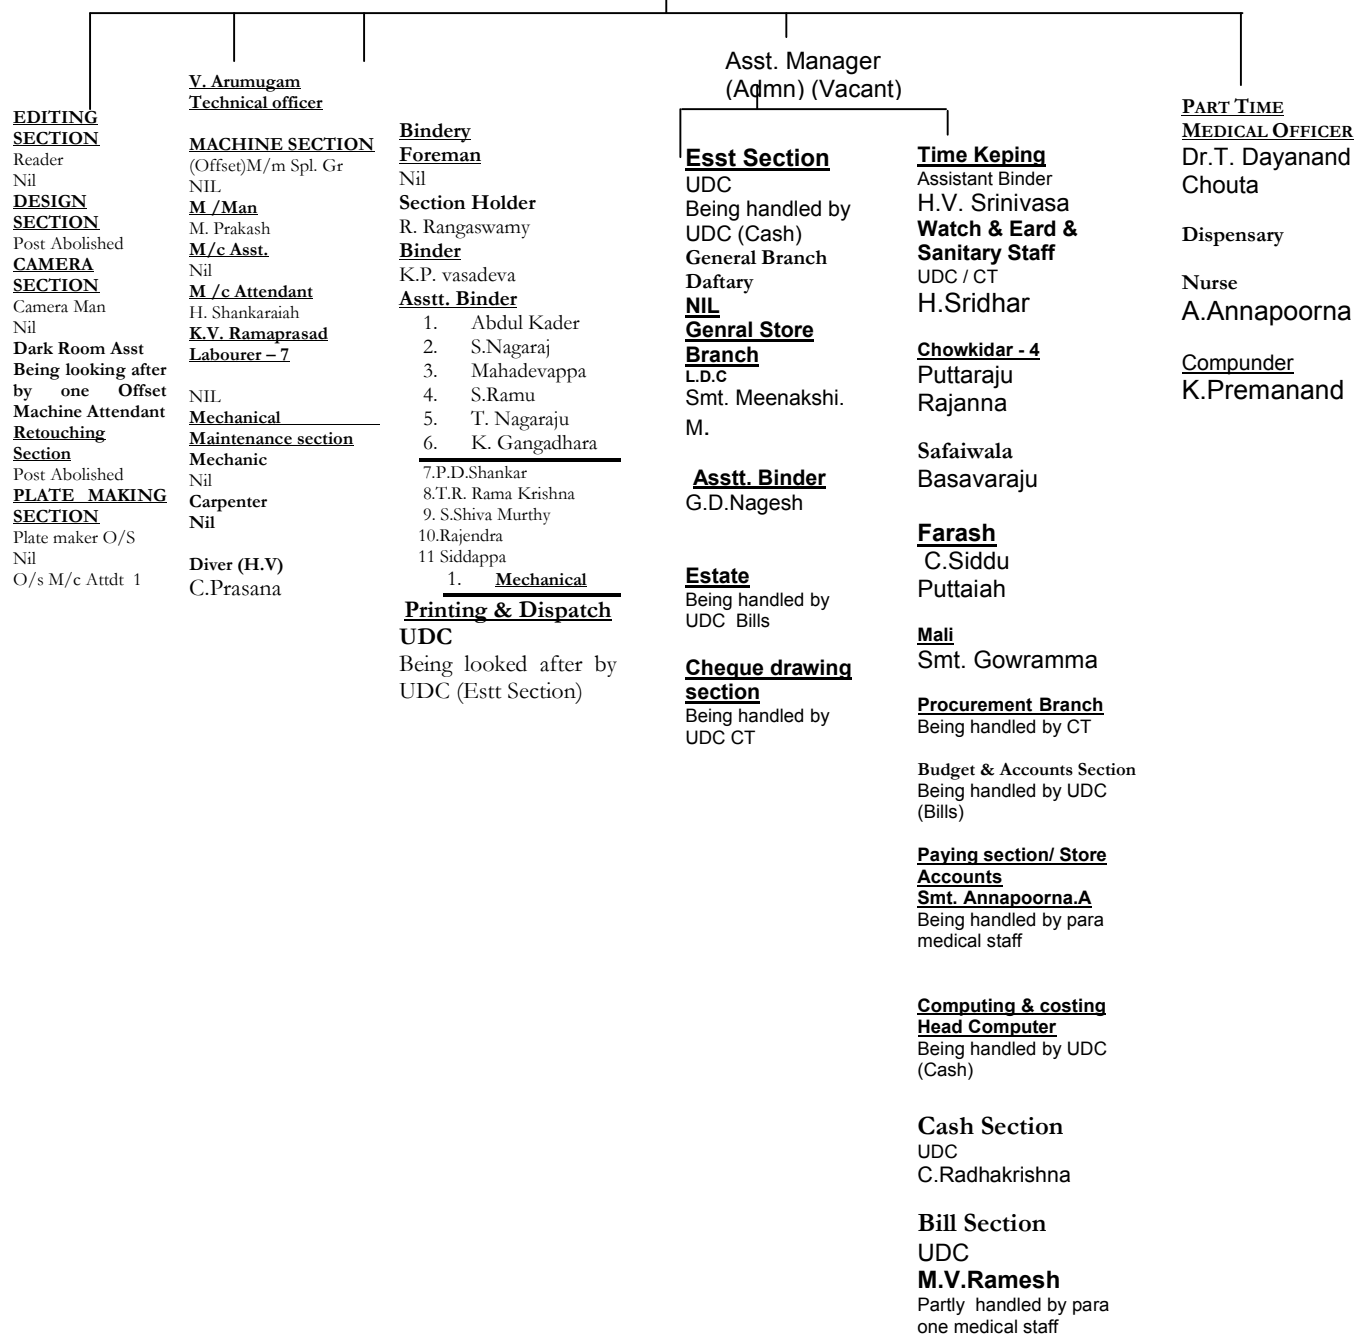 EDITING
SECTION
Reader
Nil
DESIGN
SECTION
Post Abolished
CAMERA
SECTION
Camera Man
Nil
Dark Room Asst
Being looking after
by one Offset
Machine Attendant
Retouching
Section
Post Abolished
PLATE MAKING
SECTION
Plate maker O/S
Nil
O/s M/c Attdt 1
V. Arumugam
Technical officer
MACHINE SECTION
(Offset)M/m Spl. Gr
NIL
M /Man
M. Prakash
M/c Asst.
Nil
M /c Attendant
H. Shankaraiah
K.V. Ramaprasad
Labourer – 7
NIL
Mechanical
Maintenance section
Mechanic
Nil
Carpenter
Nil
Diver (H.V)
C.Prasana
Bindery
Foreman
Nil
Section Holder
R. Rangaswamy
Binder
K.P. vasadeva
Asstt. Binder
1. Abdul Kader
2. S.Nagaraj
3. Mahadevappa
4. S.Ramu
5. T. Nagaraju
6. K. Gangadhara
7.P.D.Shankar
8.T.R. Rama Krishna
9. S.Shiva Murthy
10.Rajendra
11 Siddappa
1. Mechanical
Printing & Dispatch
UDC
Being looked after by
UDC (Estt Section)
Asst. Manager
(Admn) (Vacant)
Esst Section
UDC
Being handled by
UDC (Cash)
General Branch
Daftary
NIL
Genral Store
Branch
L.D.C
Smt. Meenakshi.
M.
Asstt. Binder
G.D.Nagesh
Estate
Being handled by
UDC Bills
Cheque drawing
section
Being handled by
UDC CT
Time Keping
Assistant Binder
H.V. Srinivasa
Watch & Eard &
Sanitary Staff
UDC / CT
H.Sridhar
Chowkidar - 4
Puttaraju
Rajanna
Safaiwala
Basavaraju
Farash
C.Siddu
Puttaiah
Mali
Smt. Gowramma
Procurement Branch
Being handled by CT
Budget & Accounts Section
Being handled by UDC
(Bills)
Paying section/ Store
Accounts
Smt. Annapoorna.A
Being handled by para
medical staff
Computing & costing
Head Computer
Being handled by UDC
(Cash)
Cash Section
UDC
C.Radhakrishna
Bill Section
UDC
M.V.Ramesh
Partly handled by para
one medical staff
PART TIME
MEDICAL OFFICER
Dr.T. Dayanand
Chouta
Dispensary
Nurse
A.Annapoorna
Compunder
K.Premanand